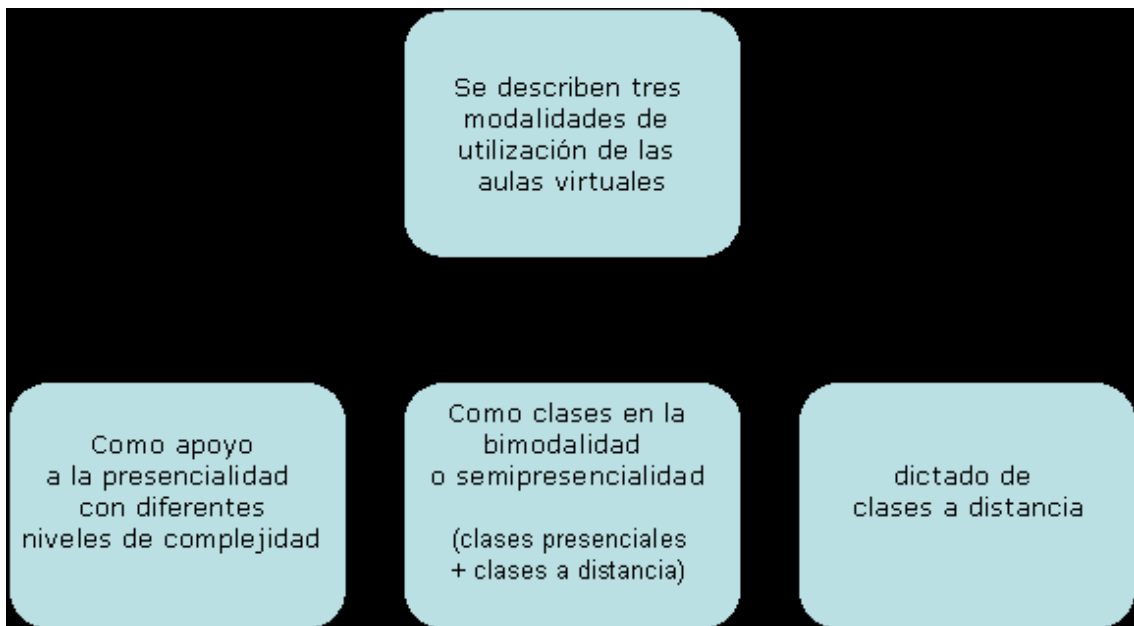 Se describen tres
modalidades de
utilización de las
aulas virtuales
Como apoyo
a la presencialidad
con diferentes
niveles de complejidad
Como clases en la
bimodalidad
o semipresencialidad
(clases presenciales
+ clases a distancia)
dictado de
clases a distancia